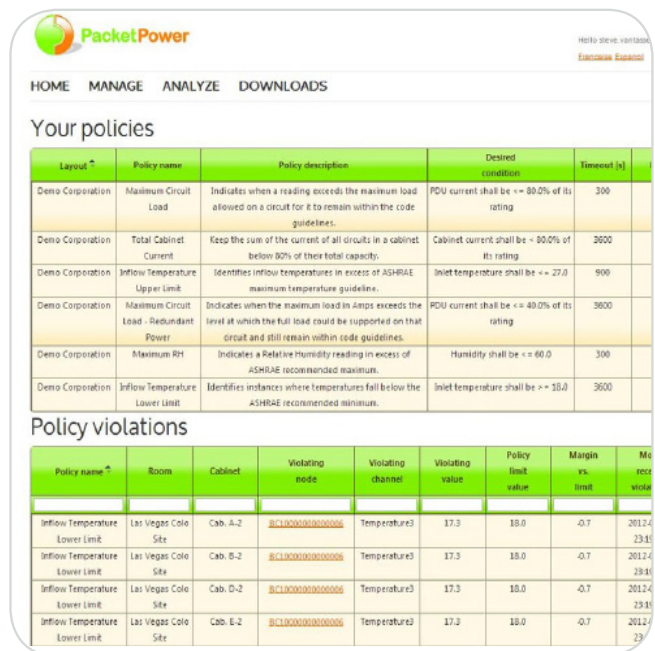 PacketPower
Hello steve.vantasse
Francaise Espanol
HOME MANAGE ANALYZE DOWNLOADS
Your policies
Layout Policy name Policy description Desired condition Timeout [s]
Demo Corporation Maximum Circuit Load Indicates when a reading exceeds the maximum load allowed on a circuit for it to remain within the code guidelines. PDU current shall be <= 80.0% of its rating 300
Demo Corporation Total Cabinet Current Keep the sum of the current of all circuits in a cabinet below 80% of their total capacity. Cabinet current shall be < 80.0% of its rating 3600
Demo Corporation Inflow Temperature Upper Limit Identifies inflow temperatures in excess of ASHRAE maximum temperature guideline. Inlet temperature shall be <= 27.0 900
Demo Corporation Maximum Circuit Load - Redundant Power Indicates when the maximum load in Amps exceeds the level at which the full load could be supported on that circuit and still remain within code guidelines. PDU current shall be <= 40.0% of its rating 3600
Demo Corporation Maximum RH Indicates a Relative Humidity reading in excess of ASHRAE recommended maximum. Humidity shall be <= 60.0 300
Demo Corporation Inflow Temperature Lower Limit Identifies instances where temperatures fall below the ASHRAE recommended minimum. Inlet temperature shall be >= 18.0 3600
Policy violations
Policy name Room Cabinet Violating node Violating channel Violating value Policy limit value Margin vs. limit
Inflow Temperature Lower Limit Las Vegas Colo Site Cab. A-2 Temperature3 17.3 18.0 -0.7
Inflow Temperature Lower Limit Las Vegas Colo Site Cab. B-2 Temperature3 17.3 18.0 -0.7
Inflow Temperature Lower Limit Las Vegas Colo Site Cab. D-2 Temperature3 17.3 18.0 -0.7
Inflow Temperature Lower Limit Las Vegas Colo Site Cab. E-2 Temperature3 17.3 18.0 -0.7